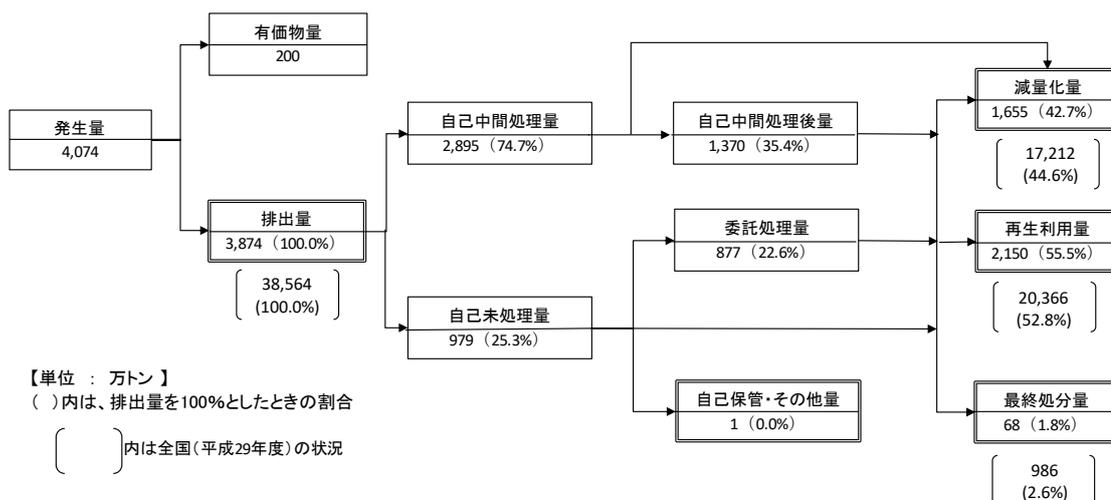 有価物量
200
発生量
4,074
排出量
3,874（100.0%）
38,564
(100.0%)
自己中間処理量
2,895（74.7%）
自己未処理量
979（25.3%）
自己中間処理後量
1,370（35.4%）
委託処理量
877（22.6%）
自己保管・その他量
1（0.0%）
減量化量
1,655（42.7%）
17,212
(44.6%)
再生利用量
2,150（55.5%）
20,366
(52.8%)
最終処分量
68（1.8%）
986
(2.6%)
【単位 ： 万トン 】
（ ）内は、排出量を100%としたときの割合
内は全国（平成29年度）の状況